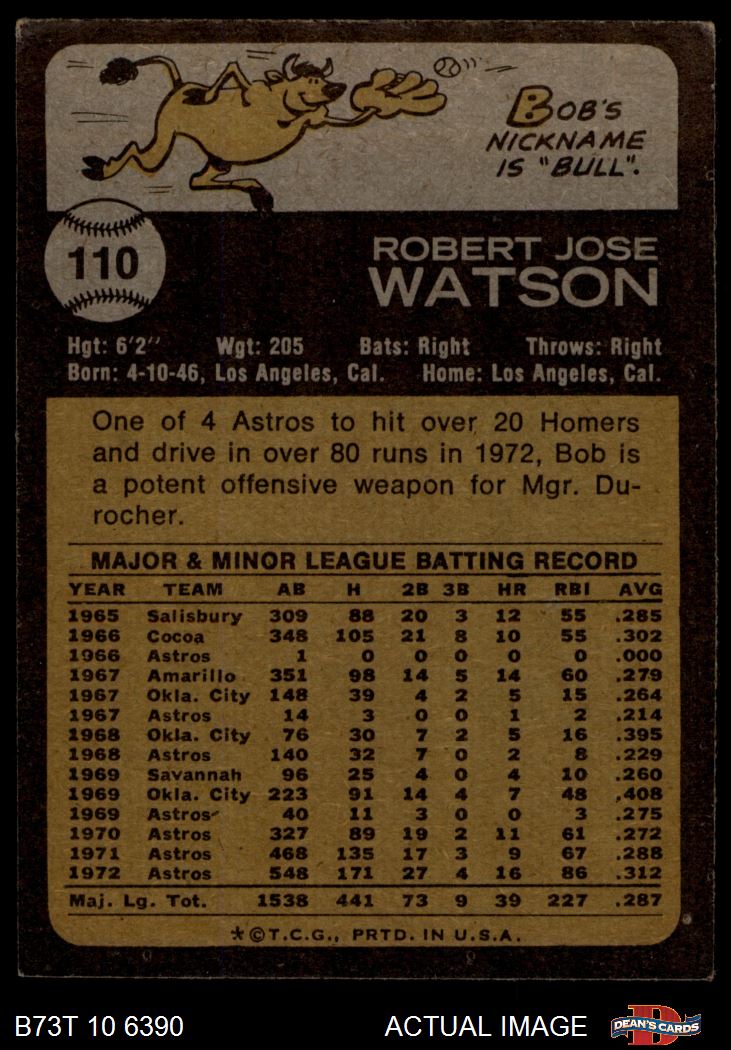 BOB'S
NICKNAME
IS "BULL".
110
ROBERT JOSE
WATSON
Hgt: 6'2" Wgt: 205 Bats: Right Throws: Right
Born: 4-10-46, Los Angeles, Cal. Home: Los Angeles, Cal.
One of 4 Astros to hit over 20 Homers
and drive in over 80 runs in 1972, Bob is
a potent offensive weapon for Mgr. Du-
rocher.
MAJOR & MINOR LEAGUE BATTING RECORD
YEAR TEAM AB H 2B 3B HR RBI AVG
1965 Salisbury 309 88 20 3 12 55 .285
1966 Cocoa 348 105 21 8 10 55 .302
1966 Astros 1 0 0 0 0 0 .000
1967 Amarillo 351 98 14 5 14 60 .279
1967 Okla. City 148 39 4 2 5 15 .264
1967 Astros 14 3 0 0 1 2 .214
1968 Okla. City 76 30 7 2 5 16 .395
1968 Astros 140 32 7 0 2 8 .229
1969 Savannah 96 25 4 0 4 10 .260
1969 Okla. City 223 91 14 4 7 48 .408
1969 Astros 40 11 3 0 0 3 .275
1970 Astros 327 89 19 2 11 61 .272
1971 Astros 468 135 17 3 9 67 .288
1972 Astros 548 171 27 4 16 86 .312
Maj. Lg. Tot. 1538 441 73 9 39 227 .287
*©T.C.G., PRTD. IN U.S.A.
B73T 10 6390 ACTUAL IMAGE DEAN'S CARDS